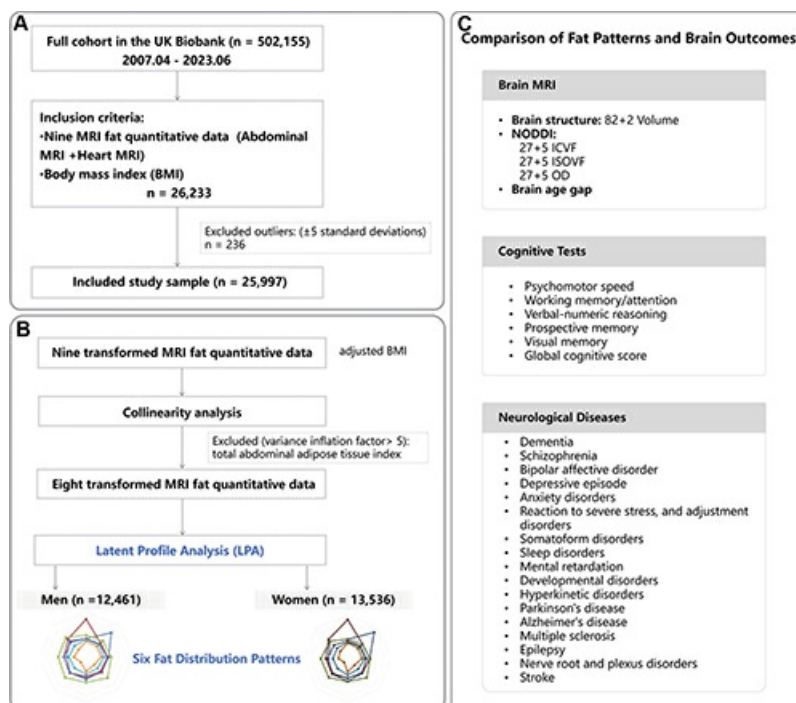 A
Full cohort in the UK Biobank (n = 502,155)
2007.04 - 2023.06
Inclusion criteria:
•Nine MRI fat quantitative data (Abdominal
MRI +Heart MRI)
•Body mass index (BMI)
n = 26,233
Excluded outliers: (±5 standard deviations)
n = 236
Included study sample (n = 25,997)
B
Nine transformed MRI fat quantitative data
adjusted BMI
Collinearity analysis
Excluded (variance inflation factor> 5):
total abdominal adipose tissue index
Eight transformed MRI fat quantitative data
Latent Profile Analysis (LPA)
Men (n =12,461)
Women (n = 13,536)
Six Fat Distribution Patterns
C
Comparison of Fat Patterns and Brain Outcomes
Brain MRI
• Brain structure: 82+2 Volume
• NODDI:
27+5 ICVF
27+5 ISOVF
27+5 OD
• Brain age gap
Cognitive Tests
• Psychomotor speed
• Working memory/attention
• Verbal-numeric reasoning
• Prospective memory
• Visual memory
• Global cognitive score
Neurological Diseases
• Dementia
• Schizophrenia
• Bipolar affective disorder
• Depressive episode
• Anxiety disorders
• Reaction to severe stress, and adjustment
disorders
• Somatoform disorders
• Sleep disorders
• Mental retardation
• Developmental disorders
• Hyperkinetic disorders
• Parkinson's disease
• Alzheimer's disease
• Multiple sclerosis
• Epilepsy
• Nerve root and plexus disorders
• Stroke